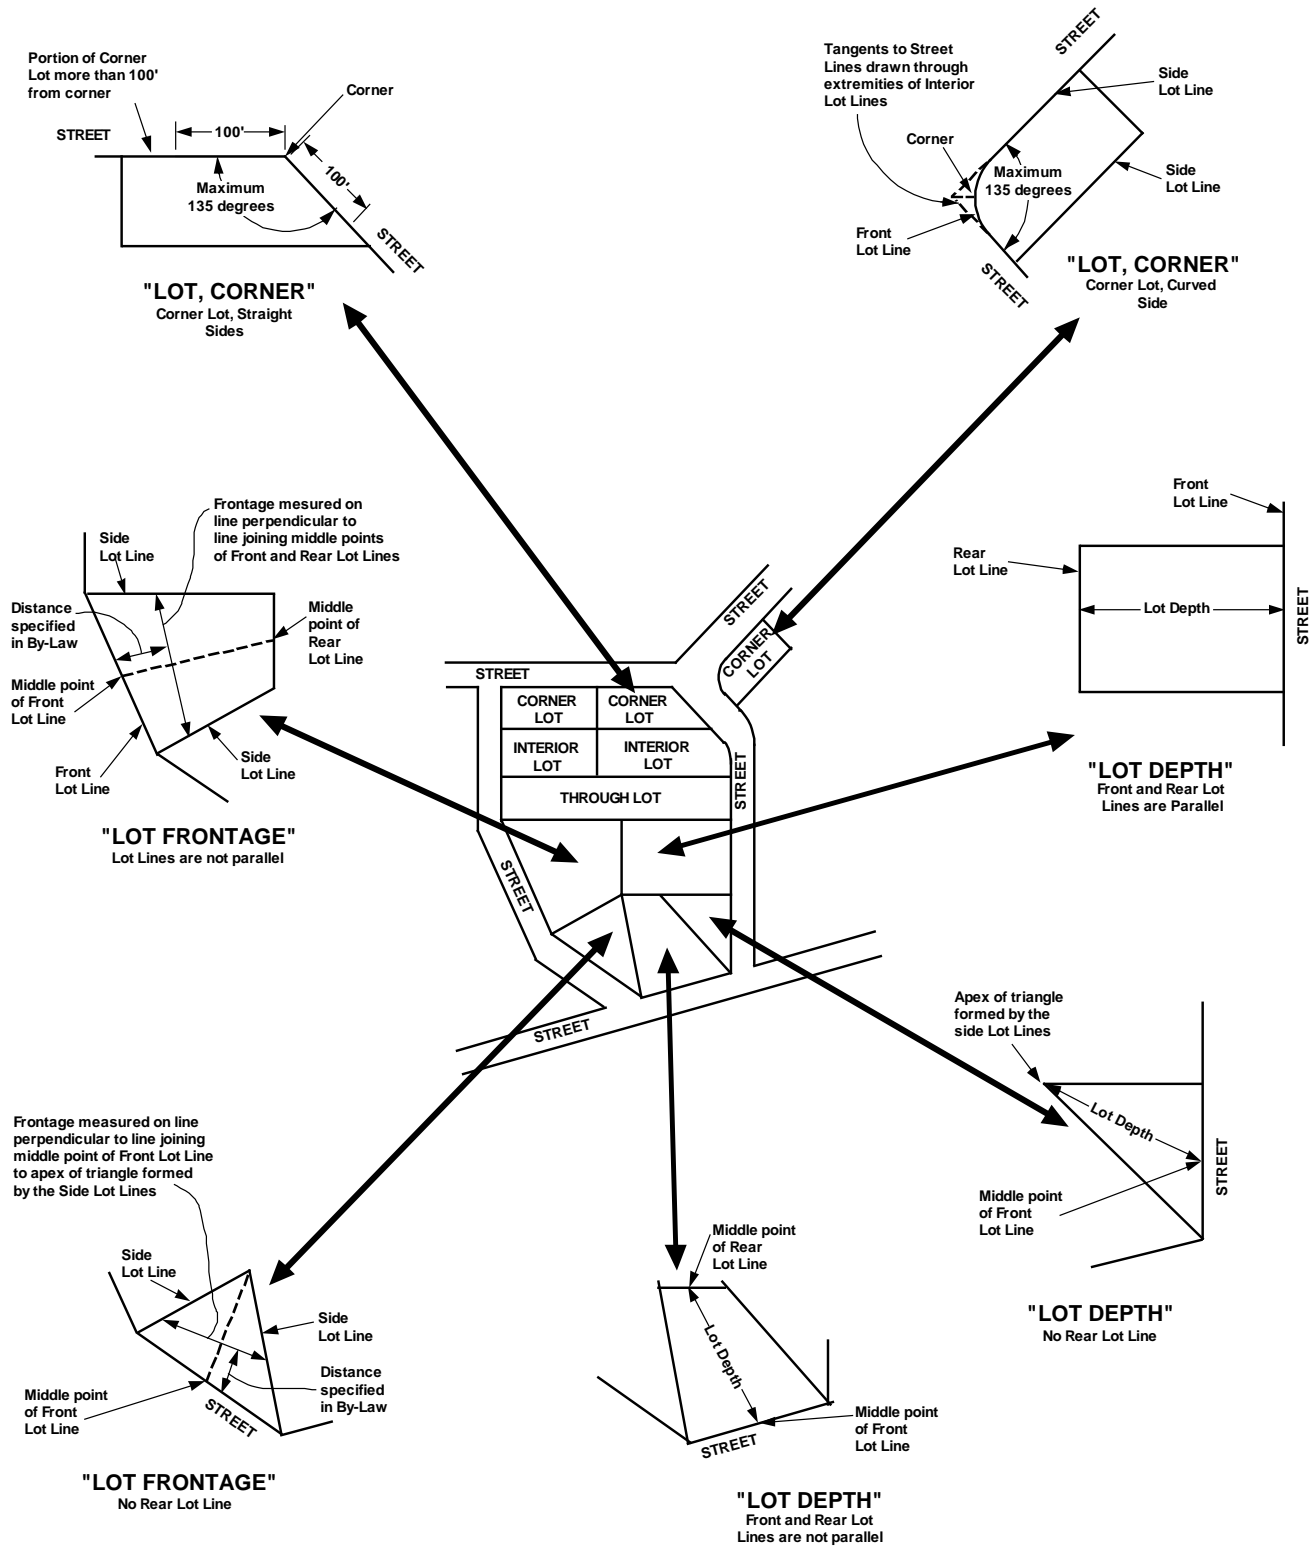 Portion of Corner
Lot more than 100'
from corner
Corner
STREET
100'
100'
Maximum
135 degrees
STREET
"LOT, CORNER"
Corner Lot, Straight
Sides
STREET
Tangents to Street
Lines drawn through
extremities of Interior
Lot Lines
Side
Lot Line
Corner
Maximum
135 degrees
Side
Lot Line
Front
Lot Line
STREET
"LOT, CORNER"
Corner Lot, Curved
Side
Frontage mesured on
line perpendicular to
line joining middle points
of Front and Rear Lot Lines
Side
Lot Line
Distance
specified
in By-Law
Middle
point of
Rear
Lot Line
Middle point
of Front
Lot Line
Front
Lot Line
Side
Lot Line
"LOT FRONTAGE"
Lot Lines are not parallel
Front
Lot Line
Rear
Lot Line
Lot Depth
STREET
"LOT DEPTH"
Front and Rear Lot
Lines are Parallel
STREET
STREET
CORNER
LOT
CORNER
LOT
CORNER
LOT
INTERIOR
LOT
INTERIOR
LOT
THROUGH LOT
STREET
STREET
STREET
Apex of triangle
formed by the
side Lot Lines
Lot Depth
STREET
Middle point
of Front
Lot Line
"LOT DEPTH"
No Rear Lot Line
Frontage measured on line
perpendicular to line joining
middle point of Front Lot Line
to apex of triangle formed
by the Side Lot Lines
Side
Lot Line
Side
Lot Line
Distance
specified
in By-Law
Middle point
of Front
Lot Line
STREET
"LOT FRONTAGE"
No Rear Lot Line
Middle point
of Rear
Lot Line
Lot Depth
Middle point
of Front
Lot Line
STREET
"LOT DEPTH"
Front and Rear Lot
Lines are not parallel